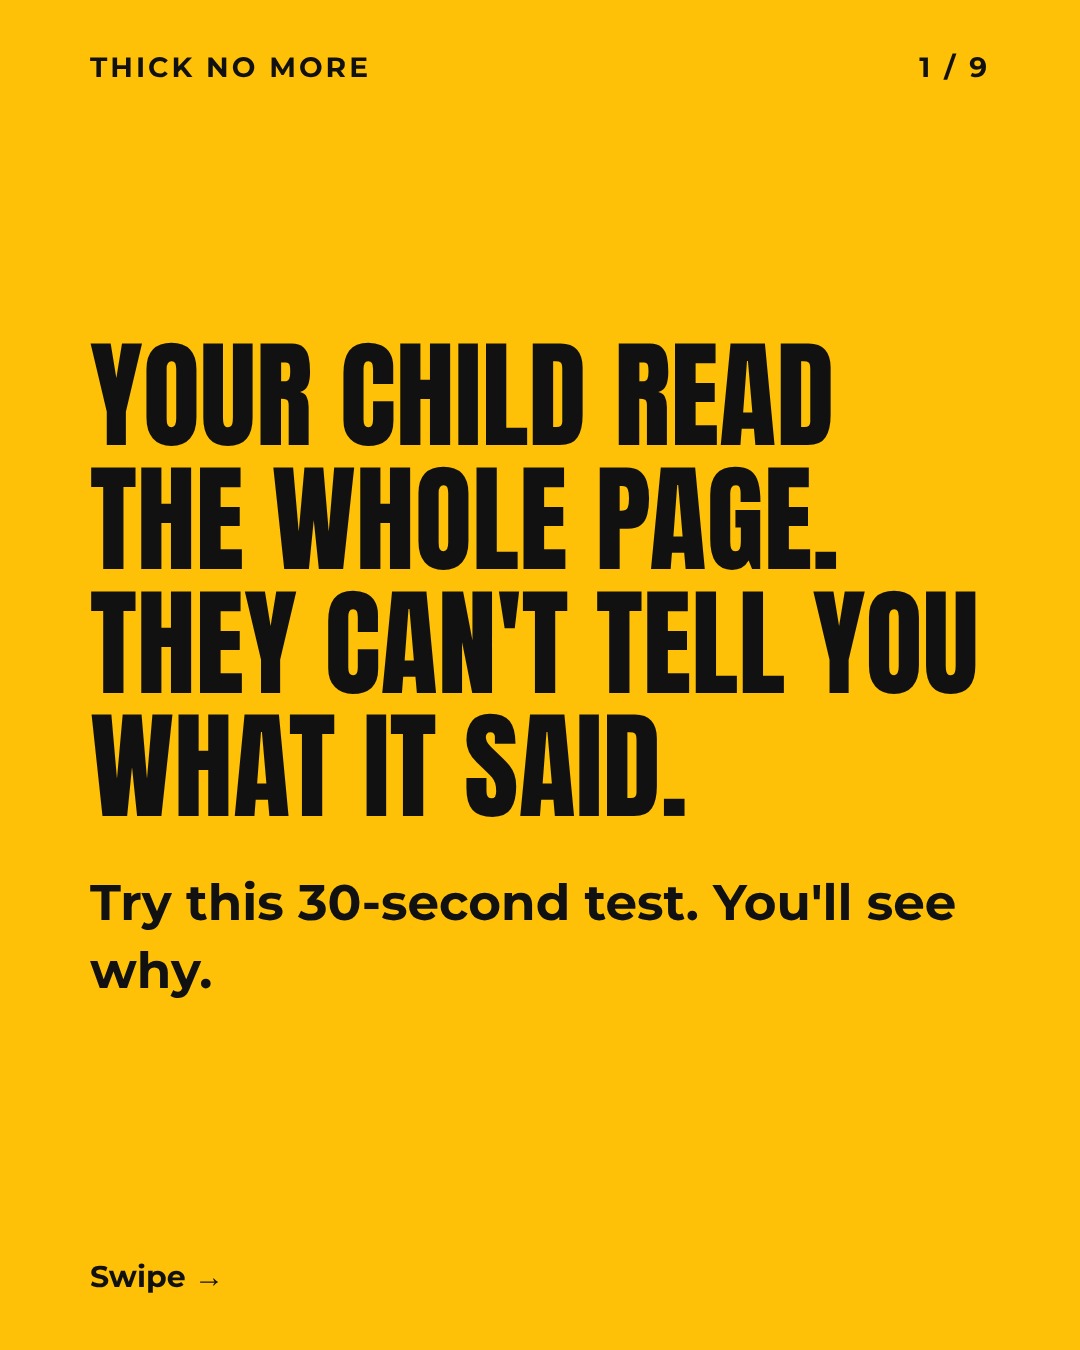 THICK NO MORE
1 / 9
YOUR CHILD READ
THE WHOLE PAGE.
THEY CAN'T TELL YOU
WHAT IT SAID.
Try this 30-second test. You'll see
why.
Swipe →